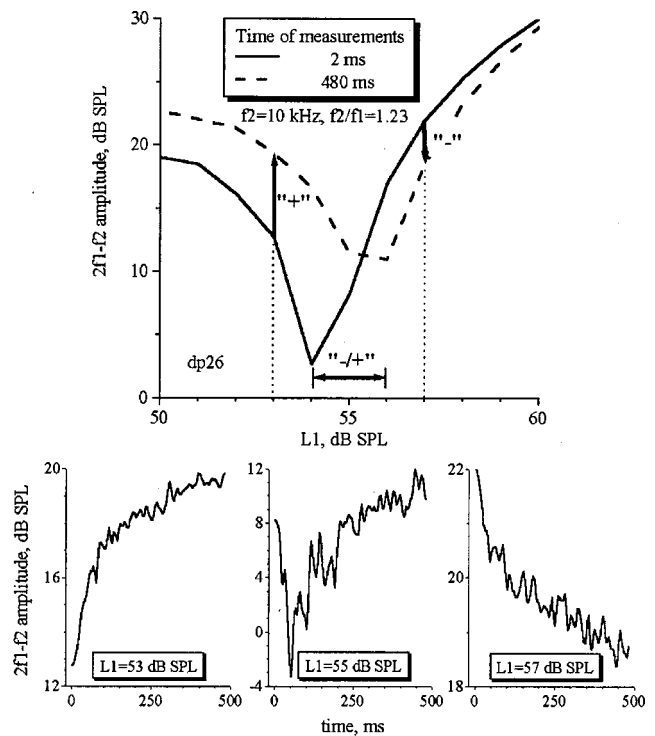 Time of measurements
2 ms
480 ms
f2=10 kHz, f2/f1=1.23
30
20
10
0
2f1-f2 amplitude, dB SPL
"+"
"-"
"-/+"
dp26
50
55
60
L1, dB SPL
2f1-f2 amplitude, dB SPL
20
16
12
L1=53 dB SPL
0
250
500
12
8
4
0
-4
L1=55 dB SPL
0
250
500
22
20
18
L1=57 dB SPL
0
250
500
time, ms